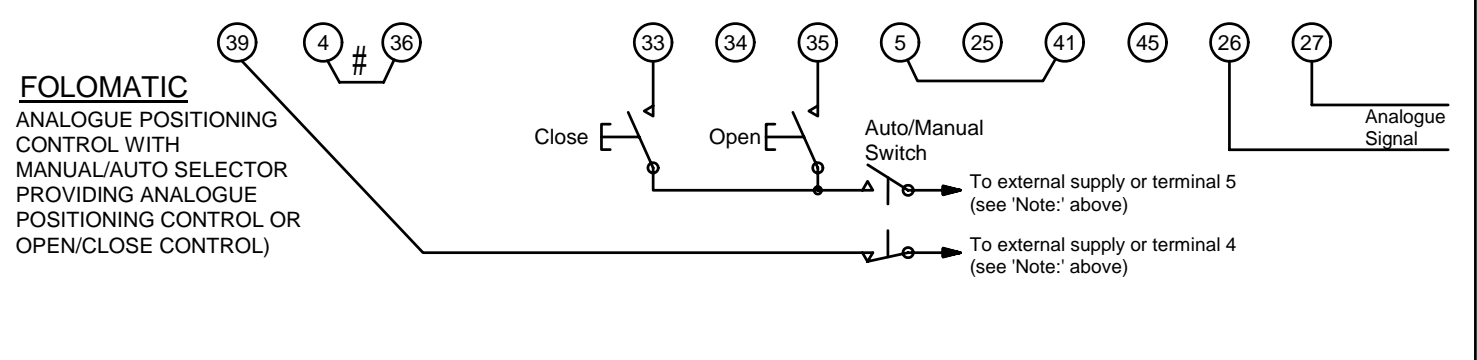 39 4 # 36 33 34 35 5 25 41 45 26 27
FOLOMATIC
ANALOGUE POSITIONING
CONTROL WITH
MANUAL/AUTO SELECTOR
PROVIDING ANALOGUE
POSITIONING CONTROL OR
OPEN/CLOSE CONTROL)
Close
Open
Auto/Manual
Switch
Analogue
Signal
To external supply or terminal 5
(see 'Note:' above)
To external supply or terminal 4
(see 'Note:' above)